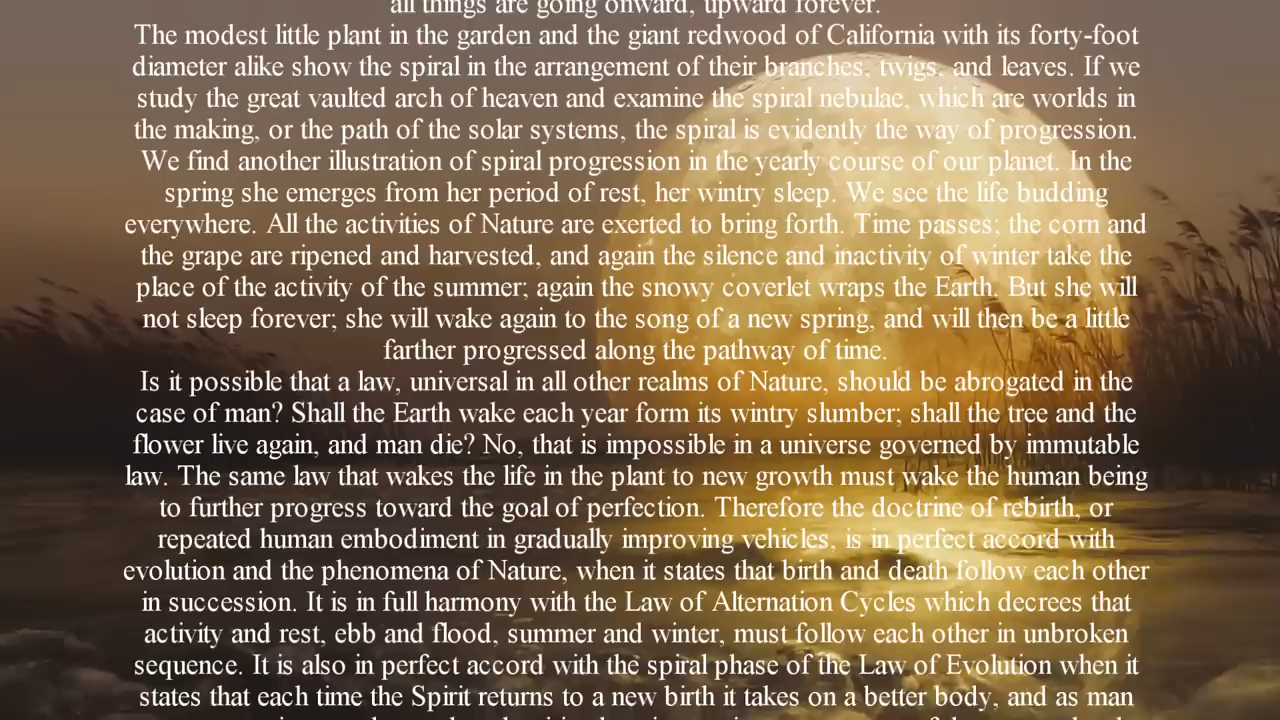 all things are going onward, upward forever.
The modest little plant in the garden and the giant redwood of California with its forty-foot
diameter alike show the spiral in the arrangement of their branches, twigs, and leaves. If we
study the great vaulted arch of heaven and examine the spiral nebulae, which are worlds in
the making, or the path of the solar systems, the spiral is evidently the way of progression.
We find another illustration of spiral progression in the yearly course of our planet. In the
spring she emerges from her period of rest, her wintry sleep. We see the life budding
everywhere. All the activities of Nature are exerted to bring forth. Time passes; the corn and
the grape are ripened and harvested, and again the silence and inactivity of winter take the
place of the activity of the summer; again the snowy coverlet wraps the Earth. But she will
not sleep forever; she will wake again to the song of a new spring, and will then be a little
farther progressed along the pathway of time.
Is it possible that a law, universal in all other realms of Nature, should be abrogated in the
case of man? Shall the Earth wake each year form its wintry slumber; shall the tree and the
flower live again, and man die? No, that is impossible in a universe governed by immutable
law. The same law that wakes the life in the plant to new growth must wake the human being
to further progress toward the goal of perfection. Therefore the doctrine of rebirth, or
repeated human embodiment in gradually improving vehicles, is in perfect accord with
evolution and the phenomena of Nature, when it states that birth and death follow each other
in succession. It is in full harmony with the Law of Alternation Cycles which decrees that
activity and rest, ebb and flood, summer and winter, must follow each other in unbroken
sequence. It is also in perfect accord with the spiral phase of the Law of Evolution when it
states that each time the Spirit returns to a new birth it takes on a better body, and as man